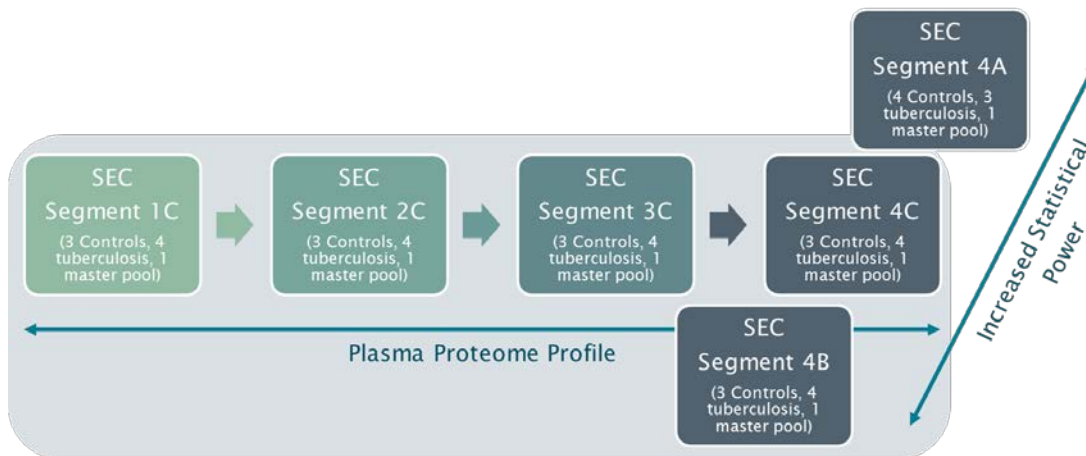 SEC
Segment 4A
(4 Controls, 3
tuberculosis, 1
master pool)
SEC
Segment 1C
(3 Controls, 4
tuberculosis, 1
master pool)
SEC
Segment 2C
(3 Controls, 4
tuberculosis, 1
master pool)
SEC
Segment 3C
(3 Controls, 4
tuberculosis, 1
master pool)
SEC
Segment 4C
(3 Controls, 4
tuberculosis, 1
master pool)
Increased Statistical
Power
Plasma Proteome Profile
SEC
Segment 4B
(3 Controls, 4
tuberculosis, 1
master pool)